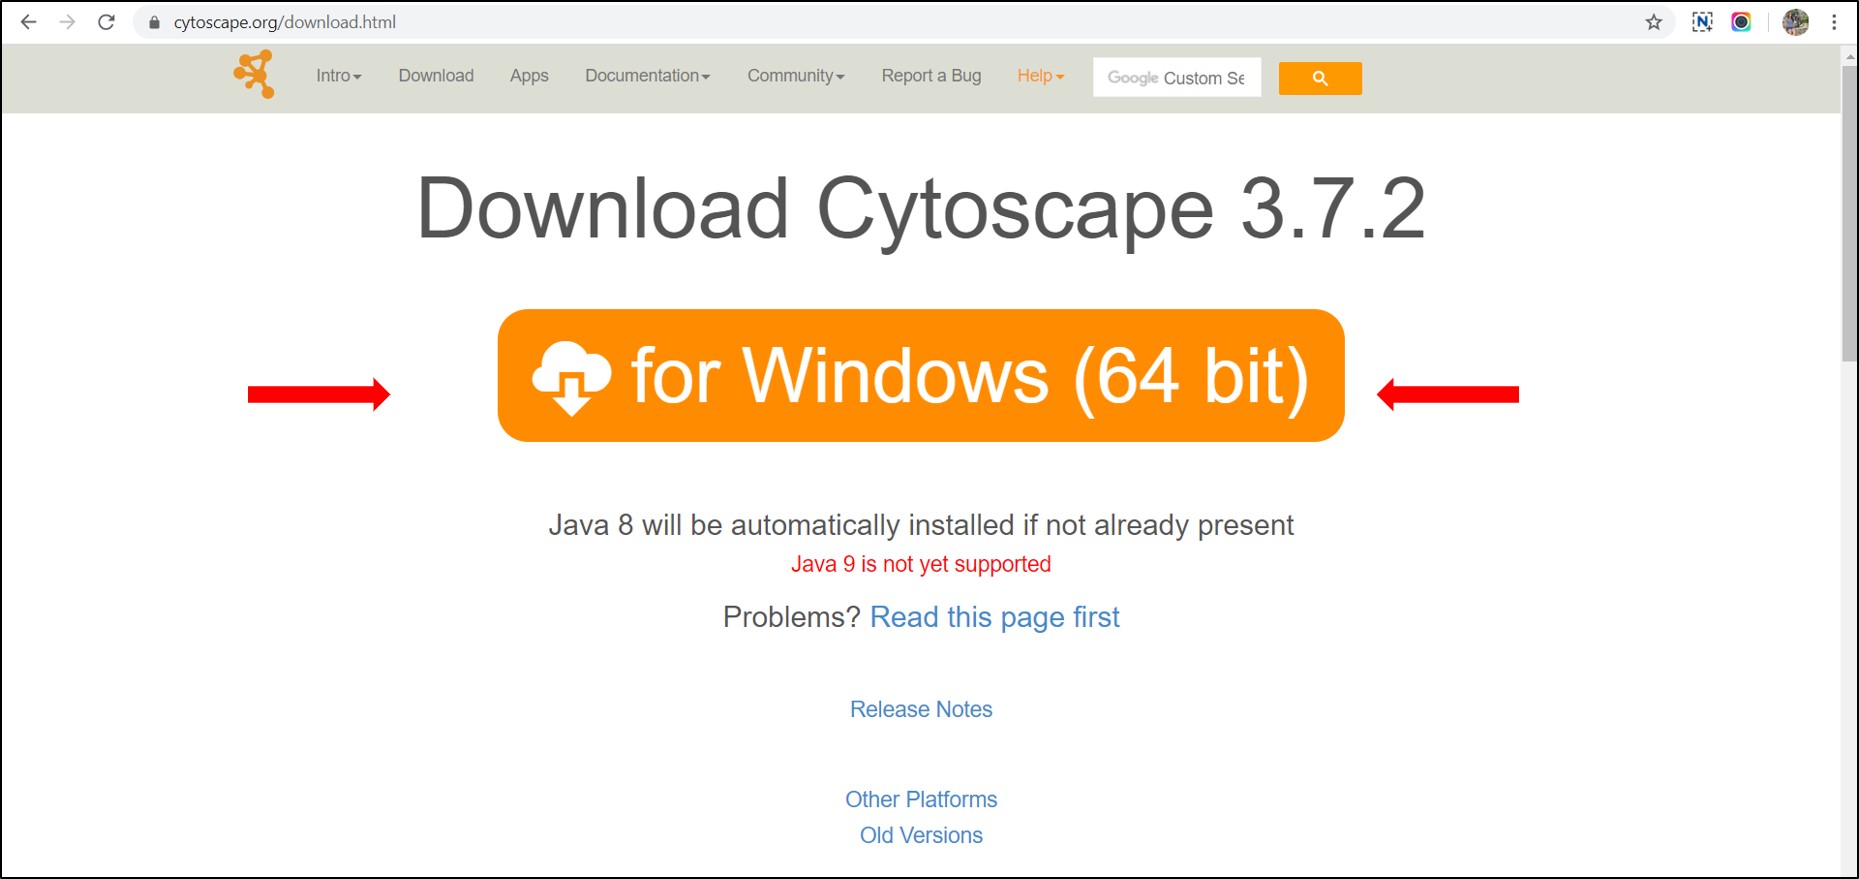 cytoscape.org/download.html
Intro Download Apps Documentation Community Report a Bug Help Google Custom Se
Download Cytoscape 3.7.2
for Windows (64 bit)
Java 8 will be automatically installed if not already present
Java 9 is not yet supported
Problems? Read this page first
Release Notes
Other Platforms
Old Versions